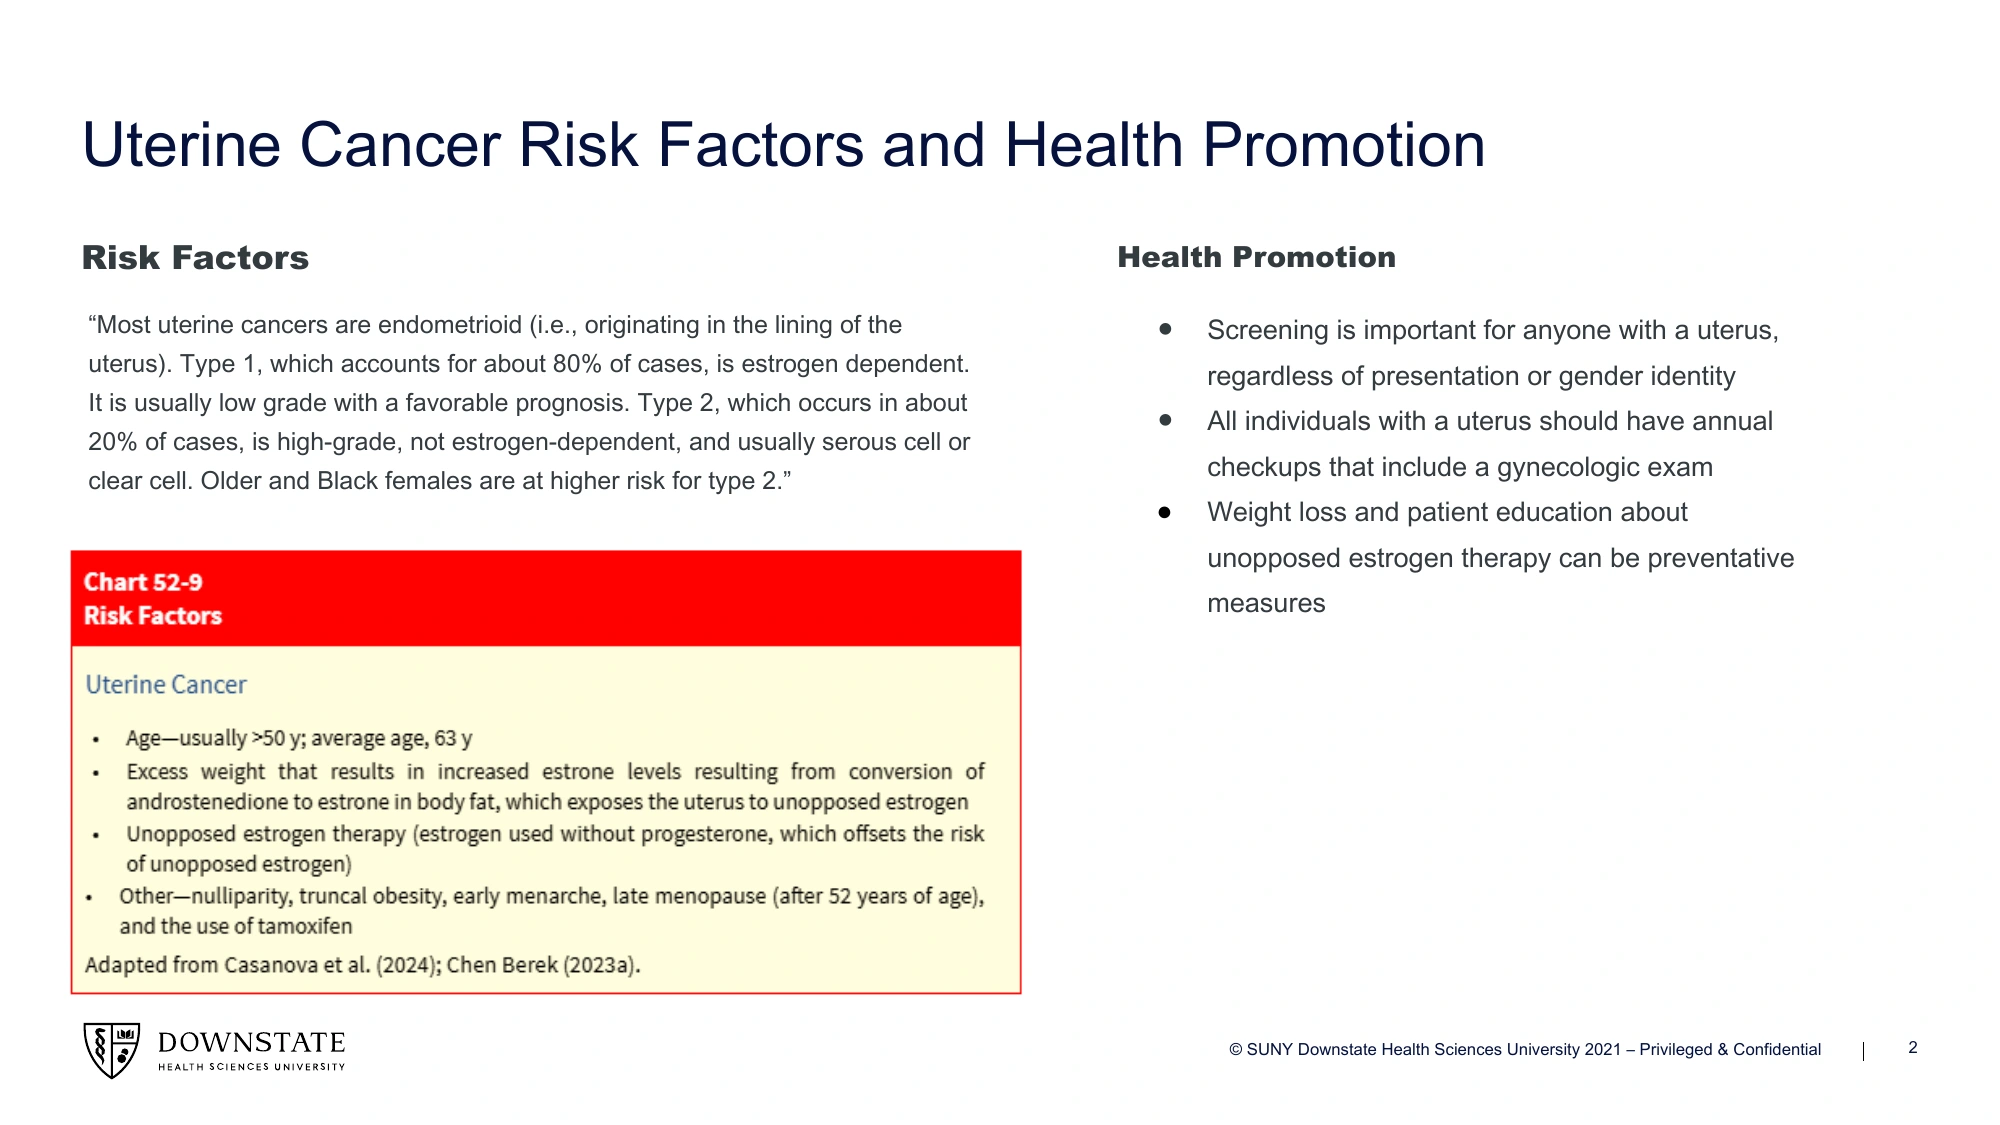 Uterine Cancer Risk Factors and Health Promotion
Risk Factors
“Most uterine cancers are endometrioid (i.e., originating in the lining of the
uterus). Type 1, which accounts for about 80% of cases, is estrogen dependent.
It is usually low grade with a favorable prognosis. Type 2, which occurs in about
20% of cases, is high-grade, not estrogen-dependent, and usually serous cell or
clear cell. Older and Black females are at higher risk for type 2.”
Chart 52-9
Risk Factors
Uterine Cancer
• Age—usually >50 y; average age, 63 y
• Excess weight that results in increased estrone levels resulting from conversion of
androstenedione to estrone in body fat, which exposes the uterus to unopposed estrogen
• Unopposed estrogen therapy (estrogen used without progesterone, which offsets the risk
of unopposed estrogen)
• Other—nulliparity, truncal obesity, early menarche, late menopause (after 52 years of age),
and the use of tamoxifen
Adapted from Casanova et al. (2024); Chen Berek (2023a).
Health Promotion
● Screening is important for anyone with a uterus,
regardless of presentation or gender identity
● All individuals with a uterus should have annual
checkups that include a gynecologic exam
● Weight loss and patient education about
unopposed estrogen therapy can be preventative
measures
DOWNSTATE
HEALTH SCIENCES UNIVERSITY
© SUNY Downstate Health Sciences University 2021 – Privileged & Confidential
2